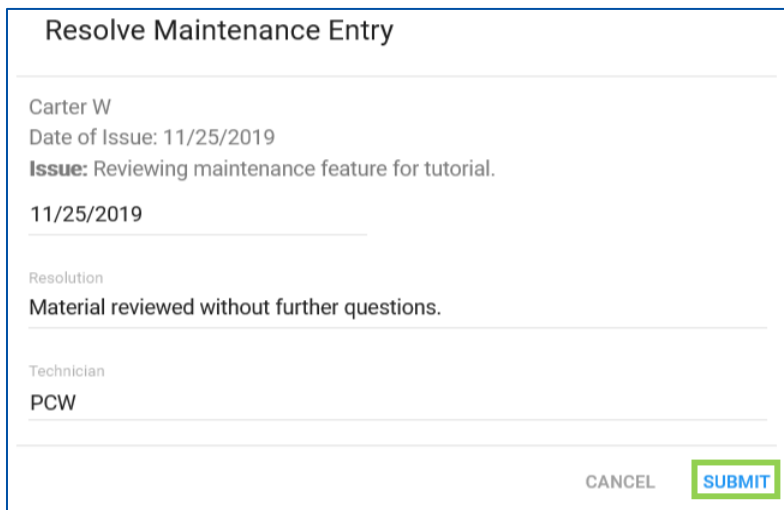 Resolve Maintenance Entry
Carter W
Date of Issue: 11/25/2019
Issue: Reviewing maintenance feature for tutorial.
11/25/2019
Resolution
Material reviewed without further questions.
Technician
PCW
CANCEL SUBMIT